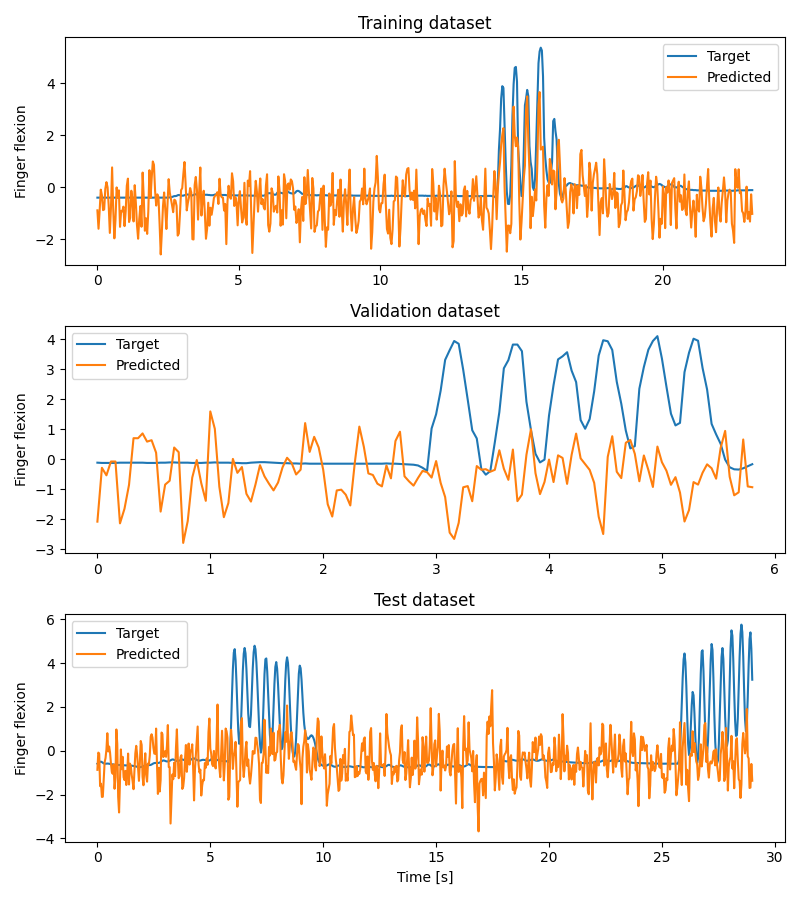 Training dataset
Finger flexion
Target
Predicted
4
2
0
−2
0 5 10 15 20
Validation dataset
Finger flexion
Target
Predicted
4
3
2
1
0
−1
−2
−3
0 1 2 3 4 5 6
Test dataset
Finger flexion
Target
Predicted
6
4
2
0
−2
−4
0 5 10 15 20 25 30
Time [s]